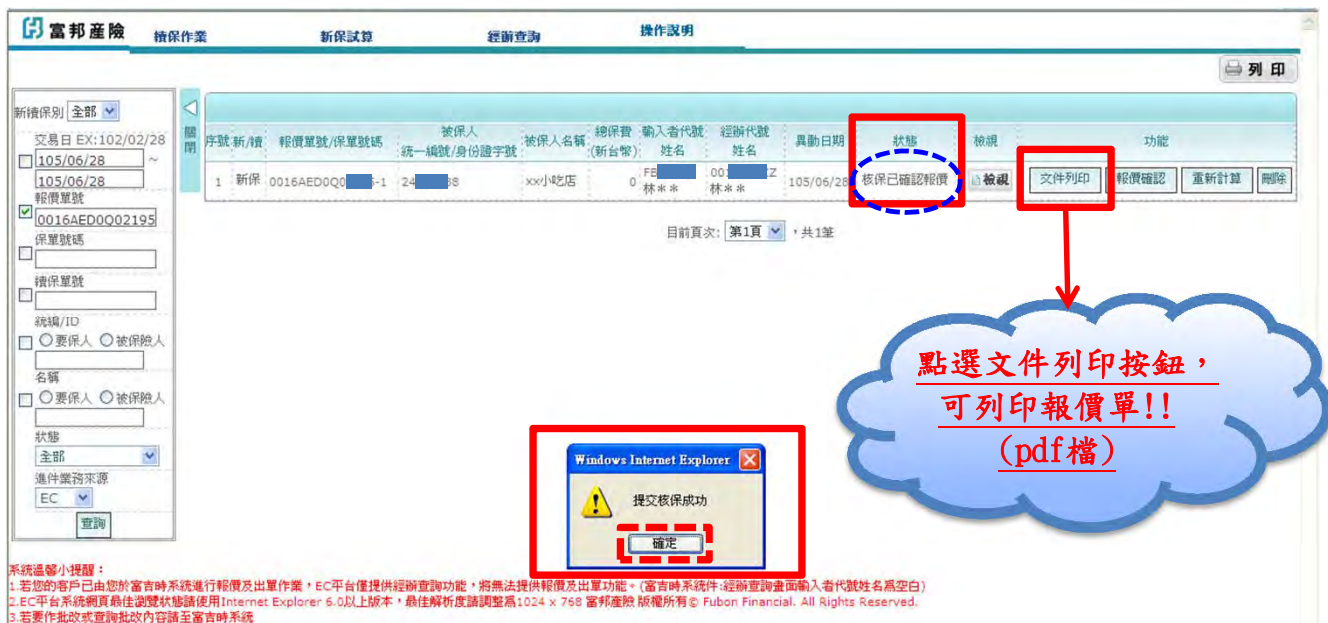 富邦產險
續保作業 新保試算 經辦查詢 操作說明
列印
新續保別 全部
交易日 EX:102/02/28
105/06/28 ~
105/06/28
報價單號
0016AED0Q02195
保單號碼
續保單號
統編/ID
要保人 被保險人
名稱
要保人 被保險人
狀態
全部
進件業務來源
EC
查詢
關閉
序號 新/續 報價單號/保單號碼 被保人 統一編號/身份證字號 被保人名稱 總保費 (新台幣) 輸入者代號 姓名 經辦代號 姓名 異動日期 狀態 檢視 功能
1 新保 0016AED0Q0 -1 24 38 xx小吃店 0 林** 林** 105/06/28 核保已確認報價 檢視 文件列印 報價確認 重新計算 刪除
目前頁次: 第1頁 ,共1筆
點選文件列印按鈕,
可列印報價單!!
(pdf檔)
Windows Internet Explorer
提交核保成功
確定
系統溫馨小提醒:
1.若您的客戶已由您於富吉時系統進行報價及出單作業,EC平台僅提供經辦查詢功能,將無法提供報價及出單功能。(富吉時系統件:經辦查詢畫面輸入者代號姓名為空白)
2.EC平台系統網頁最佳瀏覽狀態請使用Internet Explorer 6.0以上版本,最佳解析度請調整為1024 x 768 富邦產險 版權所有© Fubon Financial. All Rights Reserved.
3.若要作批改或查詢批改內容請至富吉時系統